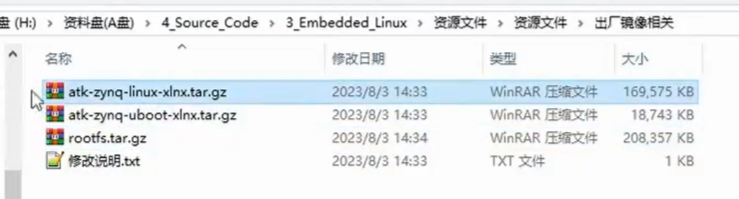 盘 (H:) > 资料盘(A盘) > 4_Source_Code > 3_Embedded_Linux > 资源文件 > 资源文件 > 出厂镜像相关
名称 修改日期 类型 大小
atk-zynq-linux-xlnx.tar.gz 2023/8/3 14:33 WinRAR 压缩文件 169,575 KB
atk-zynq-uboot-xlnx.tar.gz 2023/8/3 14:33 WinRAR 压缩文件 18,743 KB
rootfs.tar.gz 2023/8/3 14:34 WinRAR 压缩文件 208,357 KB
修改说明.txt 2023/8/3 14:33 TXT 文件 1 KB